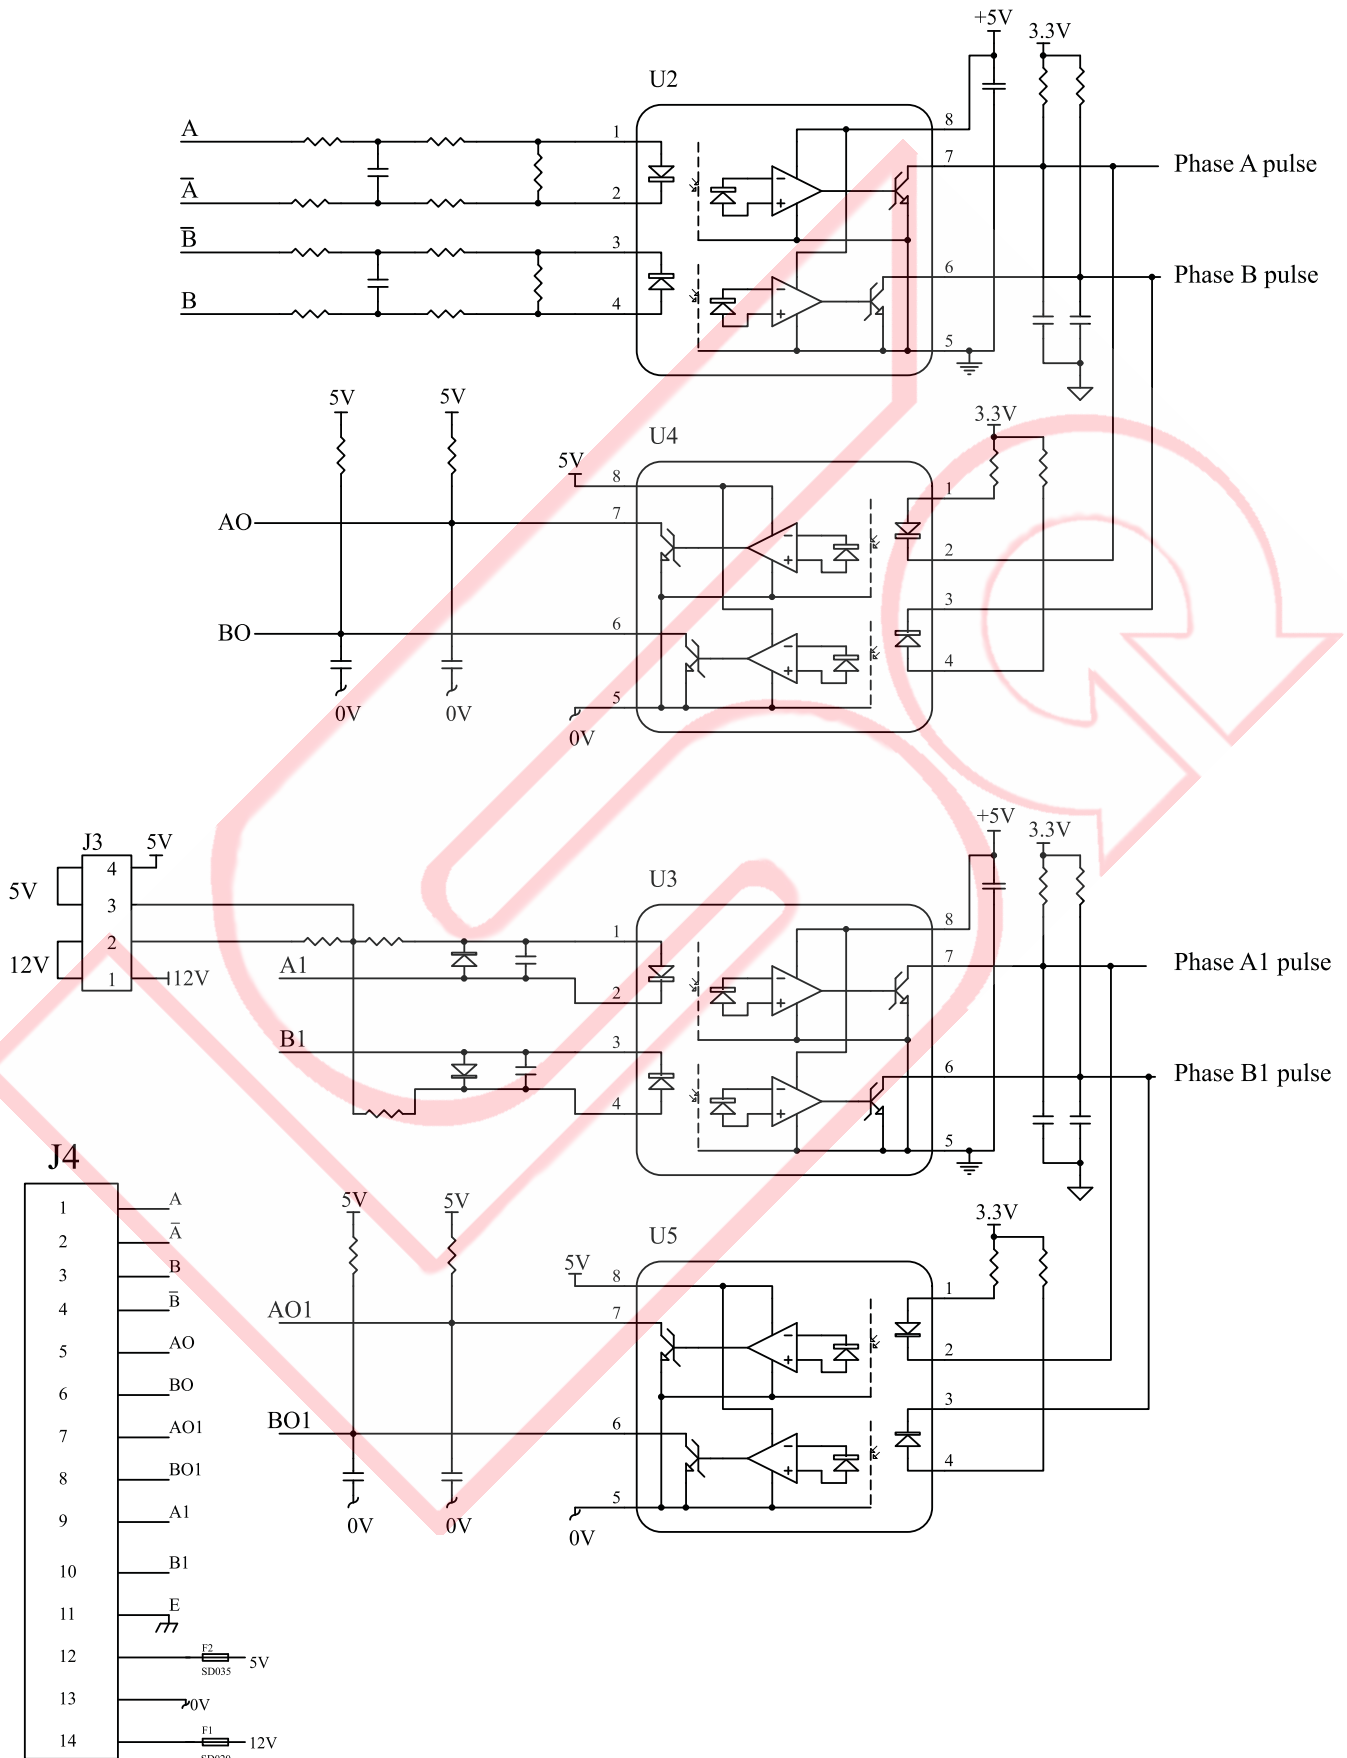 +5V
3.3V
U2
A
1
8
7
Phase A pulse
A̅
2
B̅
3
6
Phase B pulse
B
4
5
5V
5V
U4
3.3V
5V
8
1
AO
7
2
3
BO
6
4
5
0V
0V
0V
+5V
3.3V
J3
5V
4
5V
3
U3
8
2
1
7
Phase A1 pulse
12V
1
12V
A1
2
B1
3
6
Phase B1 pulse
4
5
J4
5V
5V
3.3V
U5
5V
8
1
AO1
7
2
3
BO1
6
4
5
0V
0V
0V
1 A
2 A̅
3 B
4 B̅
5 AO
6 BO
7 AO1
8 BO1
9 A1
10 B1
11 E
12 F2 5V
SD035
13 0V
14 F1 12V